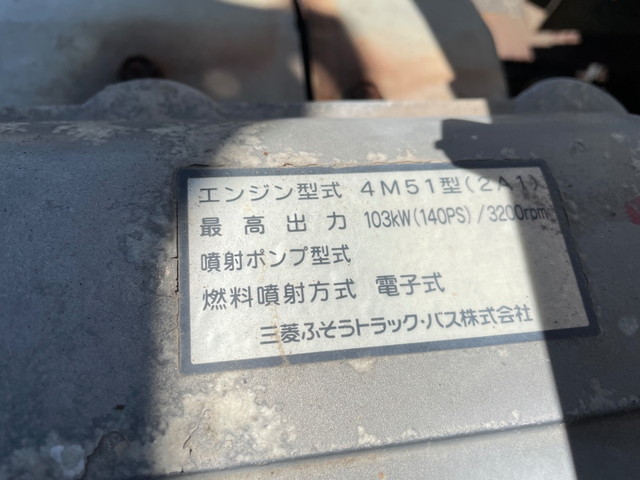 エンジン型式 4M51型(2A1)
最高出力 103kW(140PS)/3200rpm
噴射ポンプ型式
燃料噴射方式 電子式
三菱ふそうトラック・バス株式会社